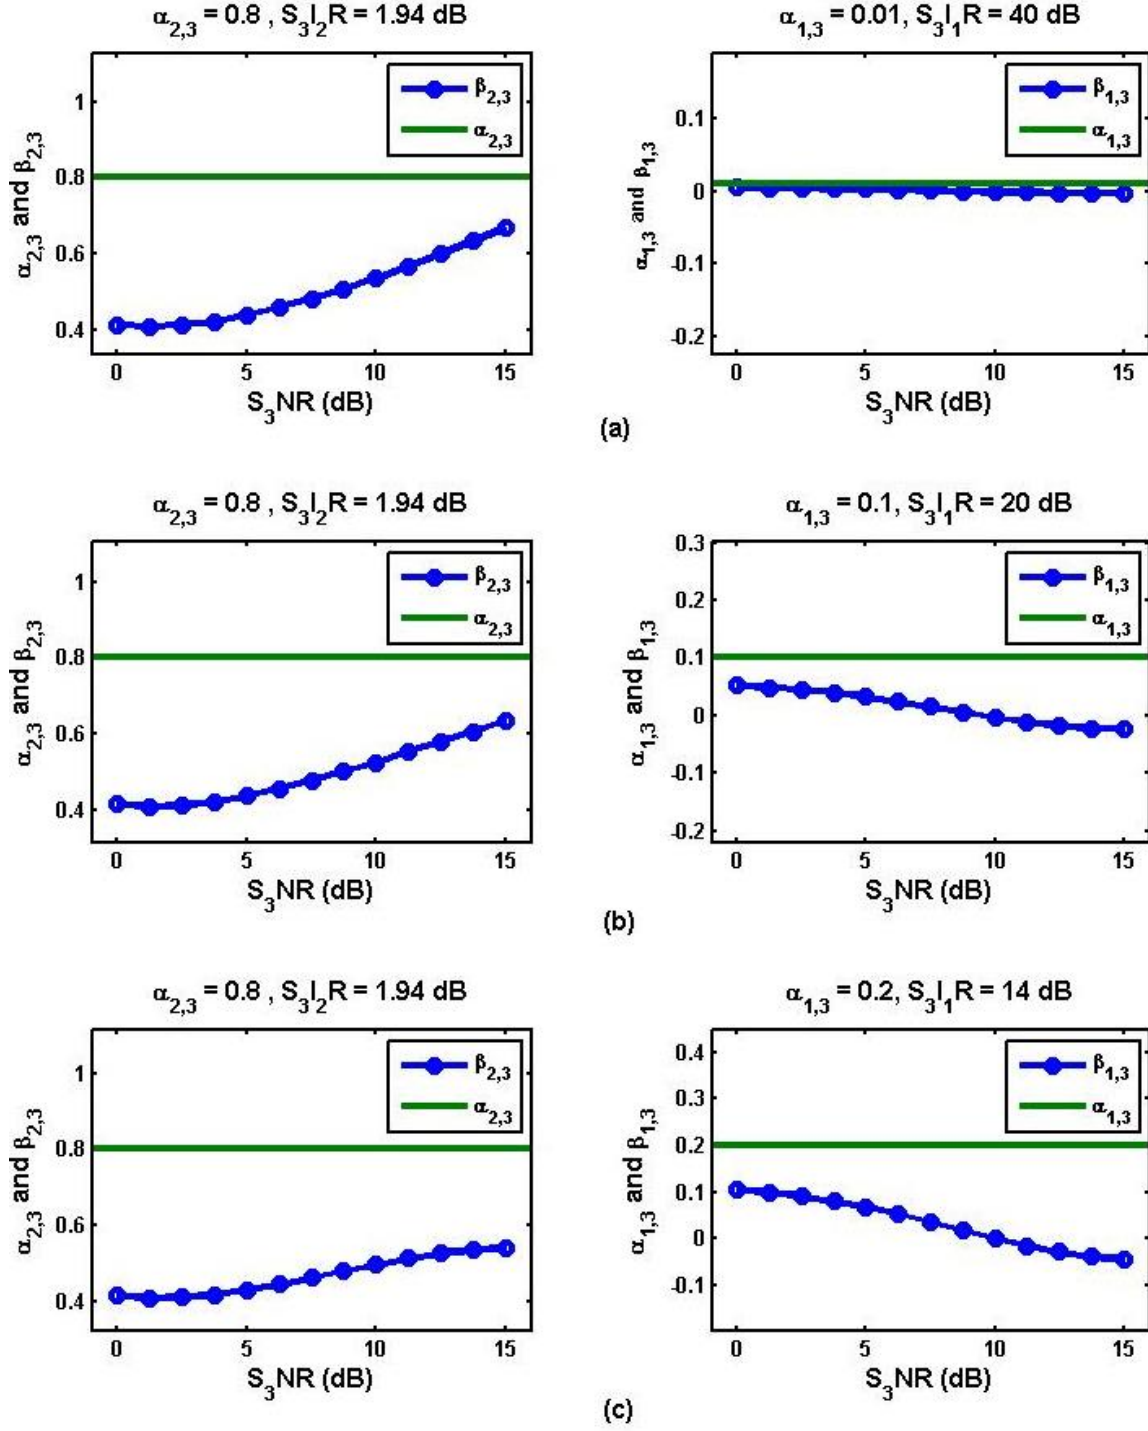 α2,3 = 0.8 , S3I2R = 1.94 dB
α1,3 = 0.01, S3I1R = 40 dB
β2,3
α2,3
1
0.8
0.6
0.4
α2,3 and β2,3
0 5 10 15
S3NR (dB)
β1,3
α1,3
0.1
0
-0.1
-0.2
α1,3 and β1,3
0 5 10 15
S3NR (dB)
(a)
α2,3 = 0.8 , S3I2R = 1.94 dB
α1,3 = 0.1, S3I1R = 20 dB
β2,3
α2,3
1
0.8
0.6
0.4
α2,3 and β2,3
0 5 10 15
S3NR (dB)
0.3
β1,3
α1,3
0.2
0.1
0
-0.1
-0.2
α1,3 and β1,3
0 5 10 15
S3NR (dB)
(b)
α2,3 = 0.8 , S3I2R = 1.94 dB
α1,3 = 0.2, S3I1R = 14 dB
β2,3
α2,3
1
0.8
0.6
0.4
α2,3 and β2,3
0 5 10 15
S3NR (dB)
β1,3
α1,3
0.4
0.3
0.2
0.1
0
-0.1
α1,3 and β1,3
0 5 10 15
S3NR (dB)
(c)